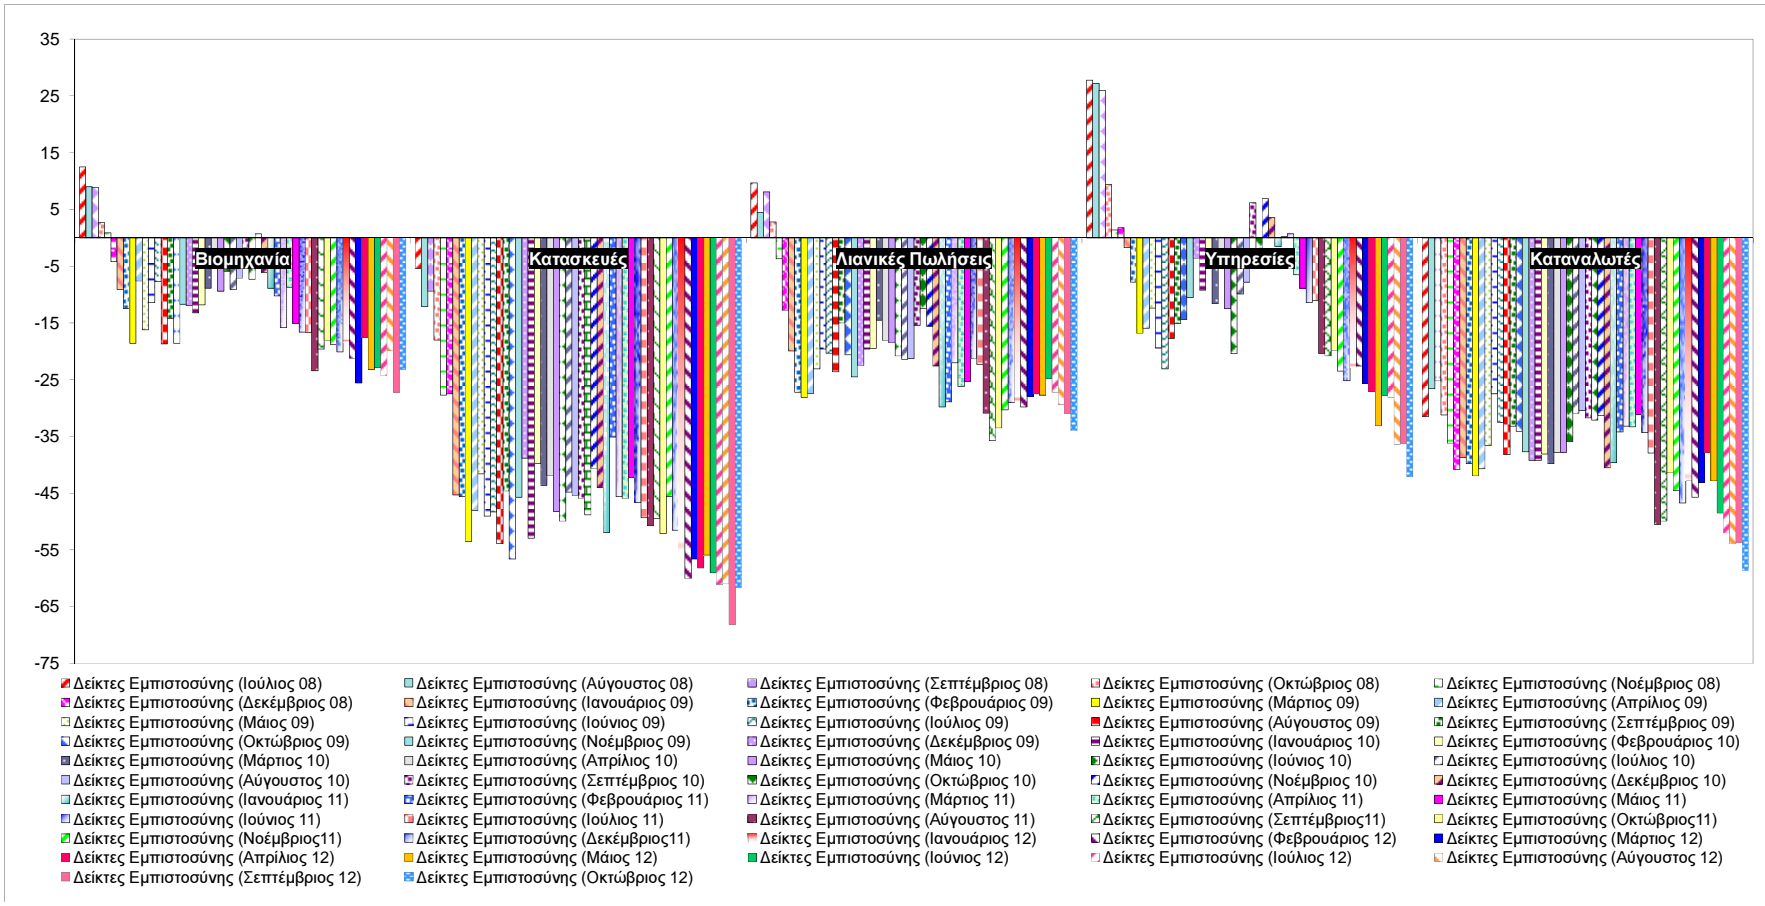 35
25
15
5
-5
-15
-25
-35
-45
-55
-65
-75
Βιομηχανία Κατασκευές Λιανικές Πωλήσεις Υπηρεσίες Καταναλωτές
Δείκτες Εμπιστοσύνης (Ιούλιος 08) Δείκτες Εμπιστοσύνης (Αύγουστος 08) Δείκτες Εμπιστοσύνης (Σεπτέμβριος 08) Δείκτες Εμπιστοσύνης (Οκτώβριος 08) Δείκτες Εμπιστοσύνης (Νοέμβριος 08)
Δείκτες Εμπιστοσύνης (Δεκέμβριος 08) Δείκτες Εμπιστοσύνης (Ιανουάριος 09) Δείκτες Εμπιστοσύνης (Φεβρουάριος 09) Δείκτες Εμπιστοσύνης (Μάρτιος 09) Δείκτες Εμπιστοσύνης (Απρίλιος 09)
Δείκτες Εμπιστοσύνης (Μάιος 09) Δείκτες Εμπιστοσύνης (Ιούνιος 09) Δείκτες Εμπιστοσύνης (Ιούλιος 09) Δείκτες Εμπιστοσύνης (Αύγουστος 09) Δείκτες Εμπιστοσύνης (Σεπτέμβριος 09)
Δείκτες Εμπιστοσύνης (Οκτώβριος 09) Δείκτες Εμπιστοσύνης (Νοέμβριος 09) Δείκτες Εμπιστοσύνης (Δεκέμβριος 09) Δείκτες Εμπιστοσύνης (Ιανουάριος 10) Δείκτες Εμπιστοσύνης (Φεβρουάριος 10)
Δείκτες Εμπιστοσύνης (Μάρτιος 10) Δείκτες Εμπιστοσύνης (Απρίλιος 10) Δείκτες Εμπιστοσύνης (Μάιος 10) Δείκτες Εμπιστοσύνης (Ιούνιος 10) Δείκτες Εμπιστοσύνης (Ιούλιος 10)
Δείκτες Εμπιστοσύνης (Αύγουστος 10) Δείκτες Εμπιστοσύνης (Σεπτέμβριος 10) Δείκτες Εμπιστοσύνης (Οκτώβριος 10) Δείκτες Εμπιστοσύνης (Νοέμβριος 10) Δείκτες Εμπιστοσύνης (Δεκέμβριος 10)
Δείκτες Εμπιστοσύνης (Ιανουάριος 11) Δείκτες Εμπιστοσύνης (Φεβρουάριος 11) Δείκτες Εμπιστοσύνης (Μάρτιος 11) Δείκτες Εμπιστοσύνης (Απρίλιος 11) Δείκτες Εμπιστοσύνης (Μάιος 11)
Δείκτες Εμπιστοσύνης (Ιούνιος 11) Δείκτες Εμπιστοσύνης (Ιούλιος 11) Δείκτες Εμπιστοσύνης (Αύγουστος 11) Δείκτες Εμπιστοσύνης (Σεπτέμβριος11) Δείκτες Εμπιστοσύνης (Οκτώβριος11)
Δείκτες Εμπιστοσύνης (Νοέμβριος11) Δείκτες Εμπιστοσύνης (Δεκέμβριος11) Δείκτες Εμπιστοσύνης (Ιανουάριος 12) Δείκτες Εμπιστοσύνης (Φεβρουάριος 12) Δείκτες Εμπιστοσύνης (Μάρτιος 12)
Δείκτες Εμπιστοσύνης (Απρίλιος 12) Δείκτες Εμπιστοσύνης (Μάιος 12) Δείκτες Εμπιστοσύνης (Ιούνιος 12) Δείκτες Εμπιστοσύνης (Ιούλιος 12) Δείκτες Εμπιστοσύνης (Αύγουστος 12)
Δείκτες Εμπιστοσύνης (Σεπτέμβριος 12) Δείκτες Εμπιστοσύνης (Οκτώβριος 12)